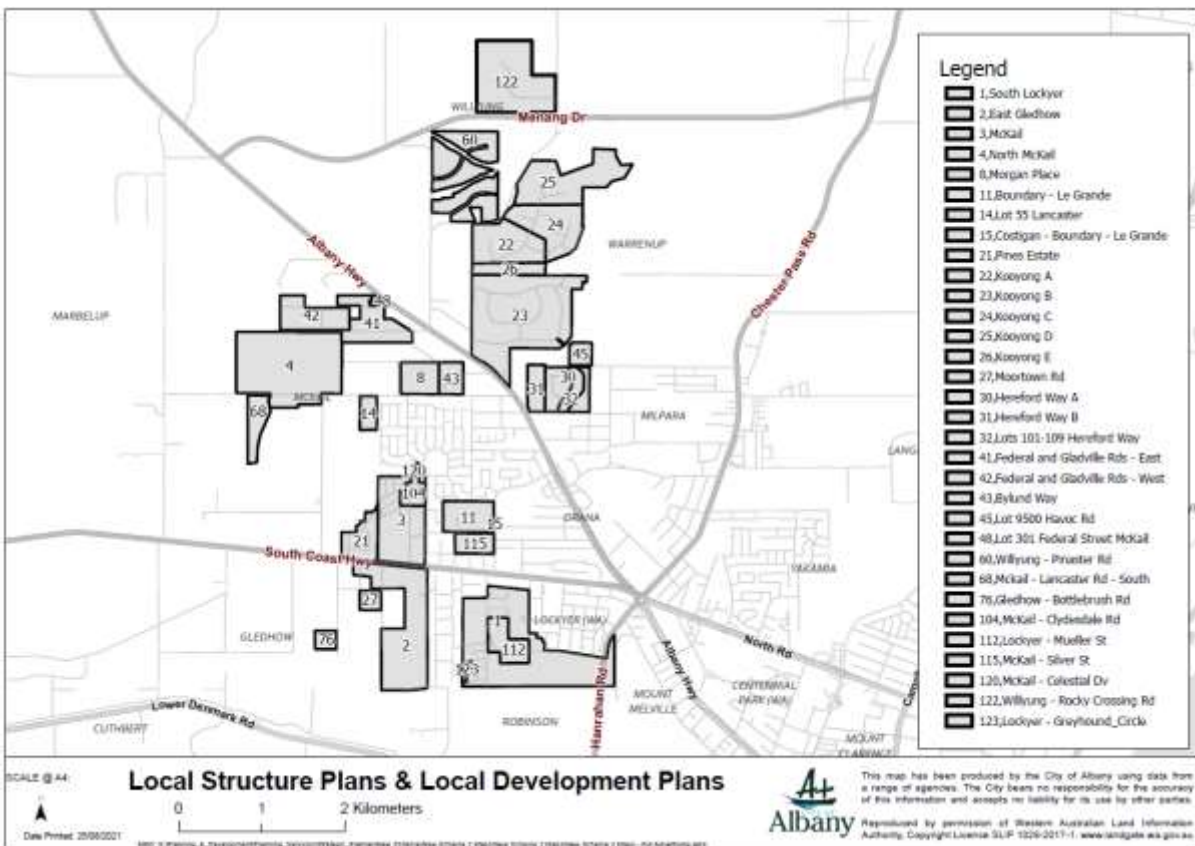 122
WILLYUNG
Menang Dr
60
25
24
WARRENUP
22
26
Albany Hwy
Chester Pass Rd
MARBELUP
48
42
41
23
4
45
8
43
30
31
32
MCKAIL
68
14
MILPARA
120
104
3
11
15
ORANA
115
21
South Coast Hwy
YAKAMIA
27
GLEDHOW
76
2
1
LOCKYER (WA)
112
123
North Rd
Albany Hwy
Hanrahan Rd
MOUNT
MELVILLE
CENTENNIAL
PARK (WA)
Lower Denmark Rd
CUTHBERT
ROBINSON
MOUNT
CLARENCE
Legend
1,South Lockyer
2,East Gledhow
3,McKail
4,North McKail
8,Morgan Place
11,Boundary - Le Grande
14,Lot 55 Lancaster
15,Costigan - Boundary - Le Grande
21,Pines Estate
22,Kooyong A
23,Kooyong B
24,Kooyong C
25,Kooyong D
26,Kooyong E
27,Moortown Rd
30,Hereford Way A
31,Hereford Way B
32,Lots 101-109 Hereford Way
41,Federal and Gladville Rds - East
42,Federal and Gladville Rds - West
43,Bylund Way
45,Lot 9500 Havoc Rd
48,Lot 301 Federal Street McKail
60,Willyung - Pinaster Rd
68,Mckail - Lancaster Rd - South
76,Gledhow - Bottlebrush Rd
104,McKail - Clydesdale Rd
112,Lockyer - Mueller St
115,McKail - Silver St
120,McKail - Celestial Dv
122,Willyung - Rocky Crossing Rd
123,Lockyer - Greyhound_Circle
SCALE @ A4:
Date Printed: 25/08/2021
Local Structure Plans & Local Development Plans
0 1 2 Kilometers
Albany
This map has been produced by the City of Albany using data from
a range of agencies. The City bears no responsibility for the accuracy
of this information and accepts no liability for its use by other parties.
Reproduced by permission of Western Australian Land Information
Authority, Copyright License SLIP 1026-2017-1. www.landgate.wa.gov.au